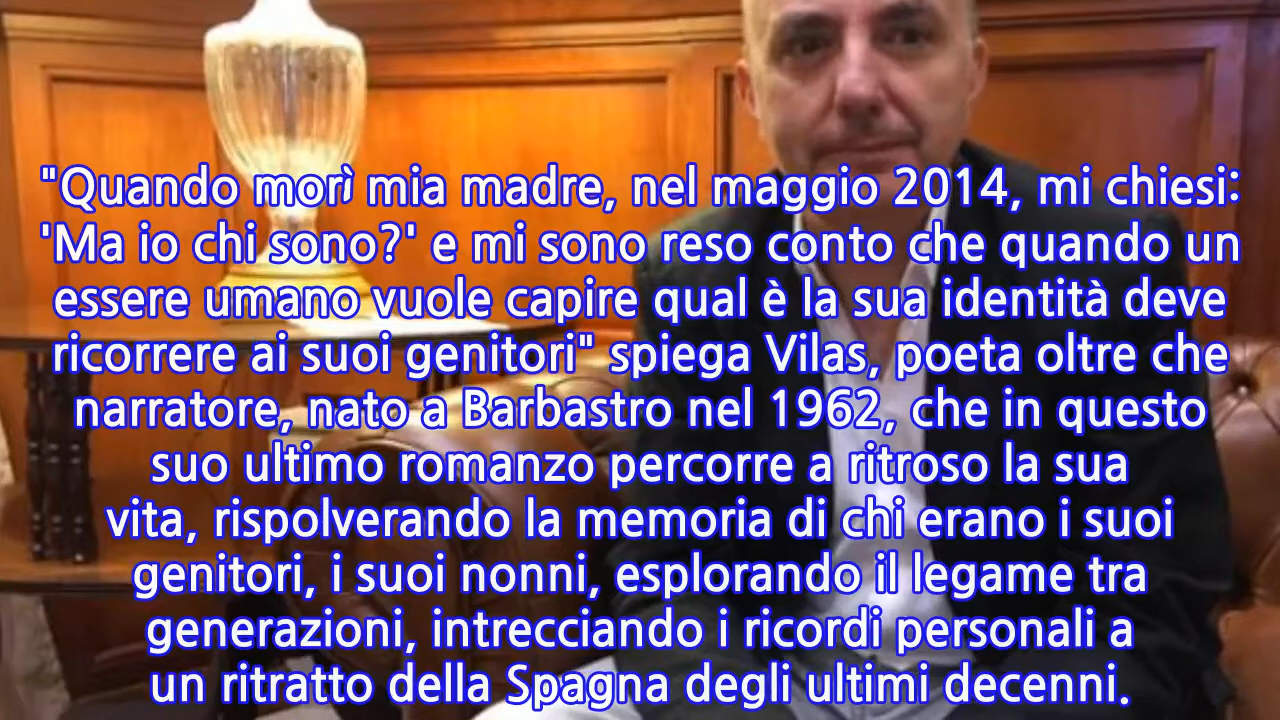 "Quando morì mia madre, nel maggio 2014, mi chiesi:
'Ma io chi sono?' e mi sono reso conto che quando un
essere umano vuole capire qual è la sua identità deve
ricorrere ai suoi genitori" spiega Vilas, poeta oltre che
narratore, nato a Barbastro nel 1962, che in questo
suo ultimo romanzo percorre a ritroso la sua
vita, rispolverando la memoria di chi erano i suoi
genitori, i suoi nonni, esplorando il legame tra
generazioni, intrecciando i ricordi personali a
un ritratto della Spagna degli ultimi decenni.